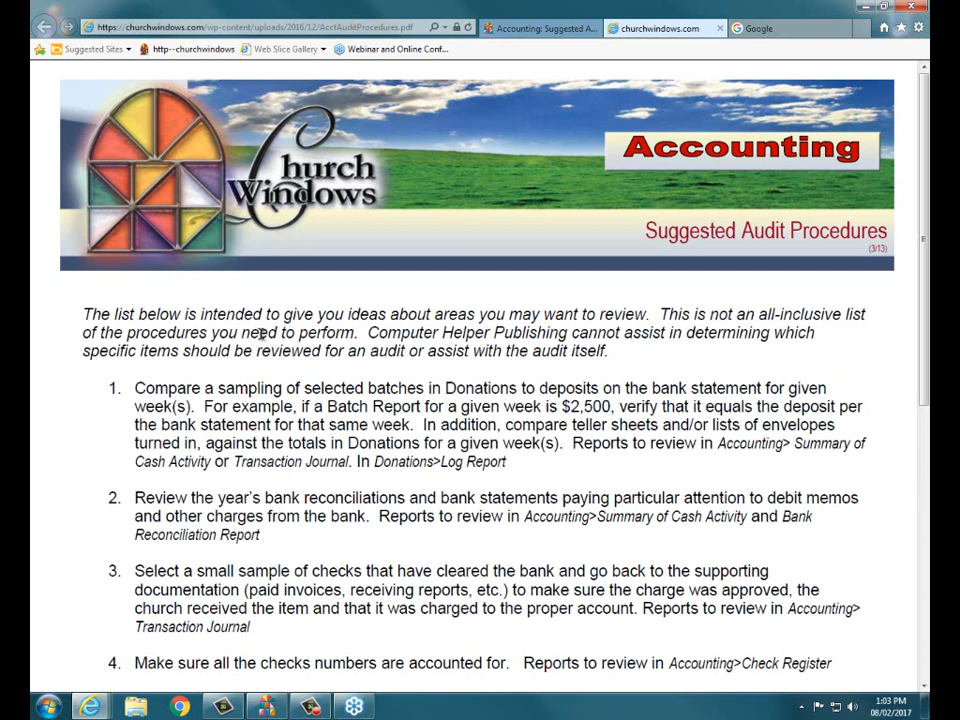 https://churchwindows.com/wp-content/uploads/2016/12/AcctAuditProcedures.pdf
Accounting: Suggested A...
churchwindows.com
Google
Suggested Sites
http--churchwindows
Web Slice Gallery
Webinar and Online Conf...
Church
Windows
Accounting
Suggested Audit Procedures
(3/13)
The list below is intended to give you ideas about areas you may want to review. This is not an all-inclusive list
of the procedures you need to perform. Computer Helper Publishing cannot assist in determining which
specific items should be reviewed for an audit or assist with the audit itself.
1. Compare a sampling of selected batches in Donations to deposits on the bank statement for given
week(s). For example, if a Batch Report for a given week is $2,500, verify that it equals the deposit per
the bank statement for that same week. In addition, compare teller sheets and/or lists of envelopes
turned in, against the totals in Donations for a given week(s). Reports to review in Accounting> Summary of
Cash Activity or Transaction Journal. In Donations>Log Report
2. Review the year's bank reconciliations and bank statements paying particular attention to debit memos
and other charges from the bank. Reports to review in Accounting>Summary of Cash Activity and Bank
Reconciliation Report
3. Select a small sample of checks that have cleared the bank and go back to the supporting
documentation (paid invoices, receiving reports, etc.) to make sure the charge was approved, the
church received the item and that it was charged to the proper account. Reports to review in Accounting>
Transaction Journal
4. Make sure all the checks numbers are accounted for. Reports to review in Accounting>Check Register
1:03 PM
08/02/2017